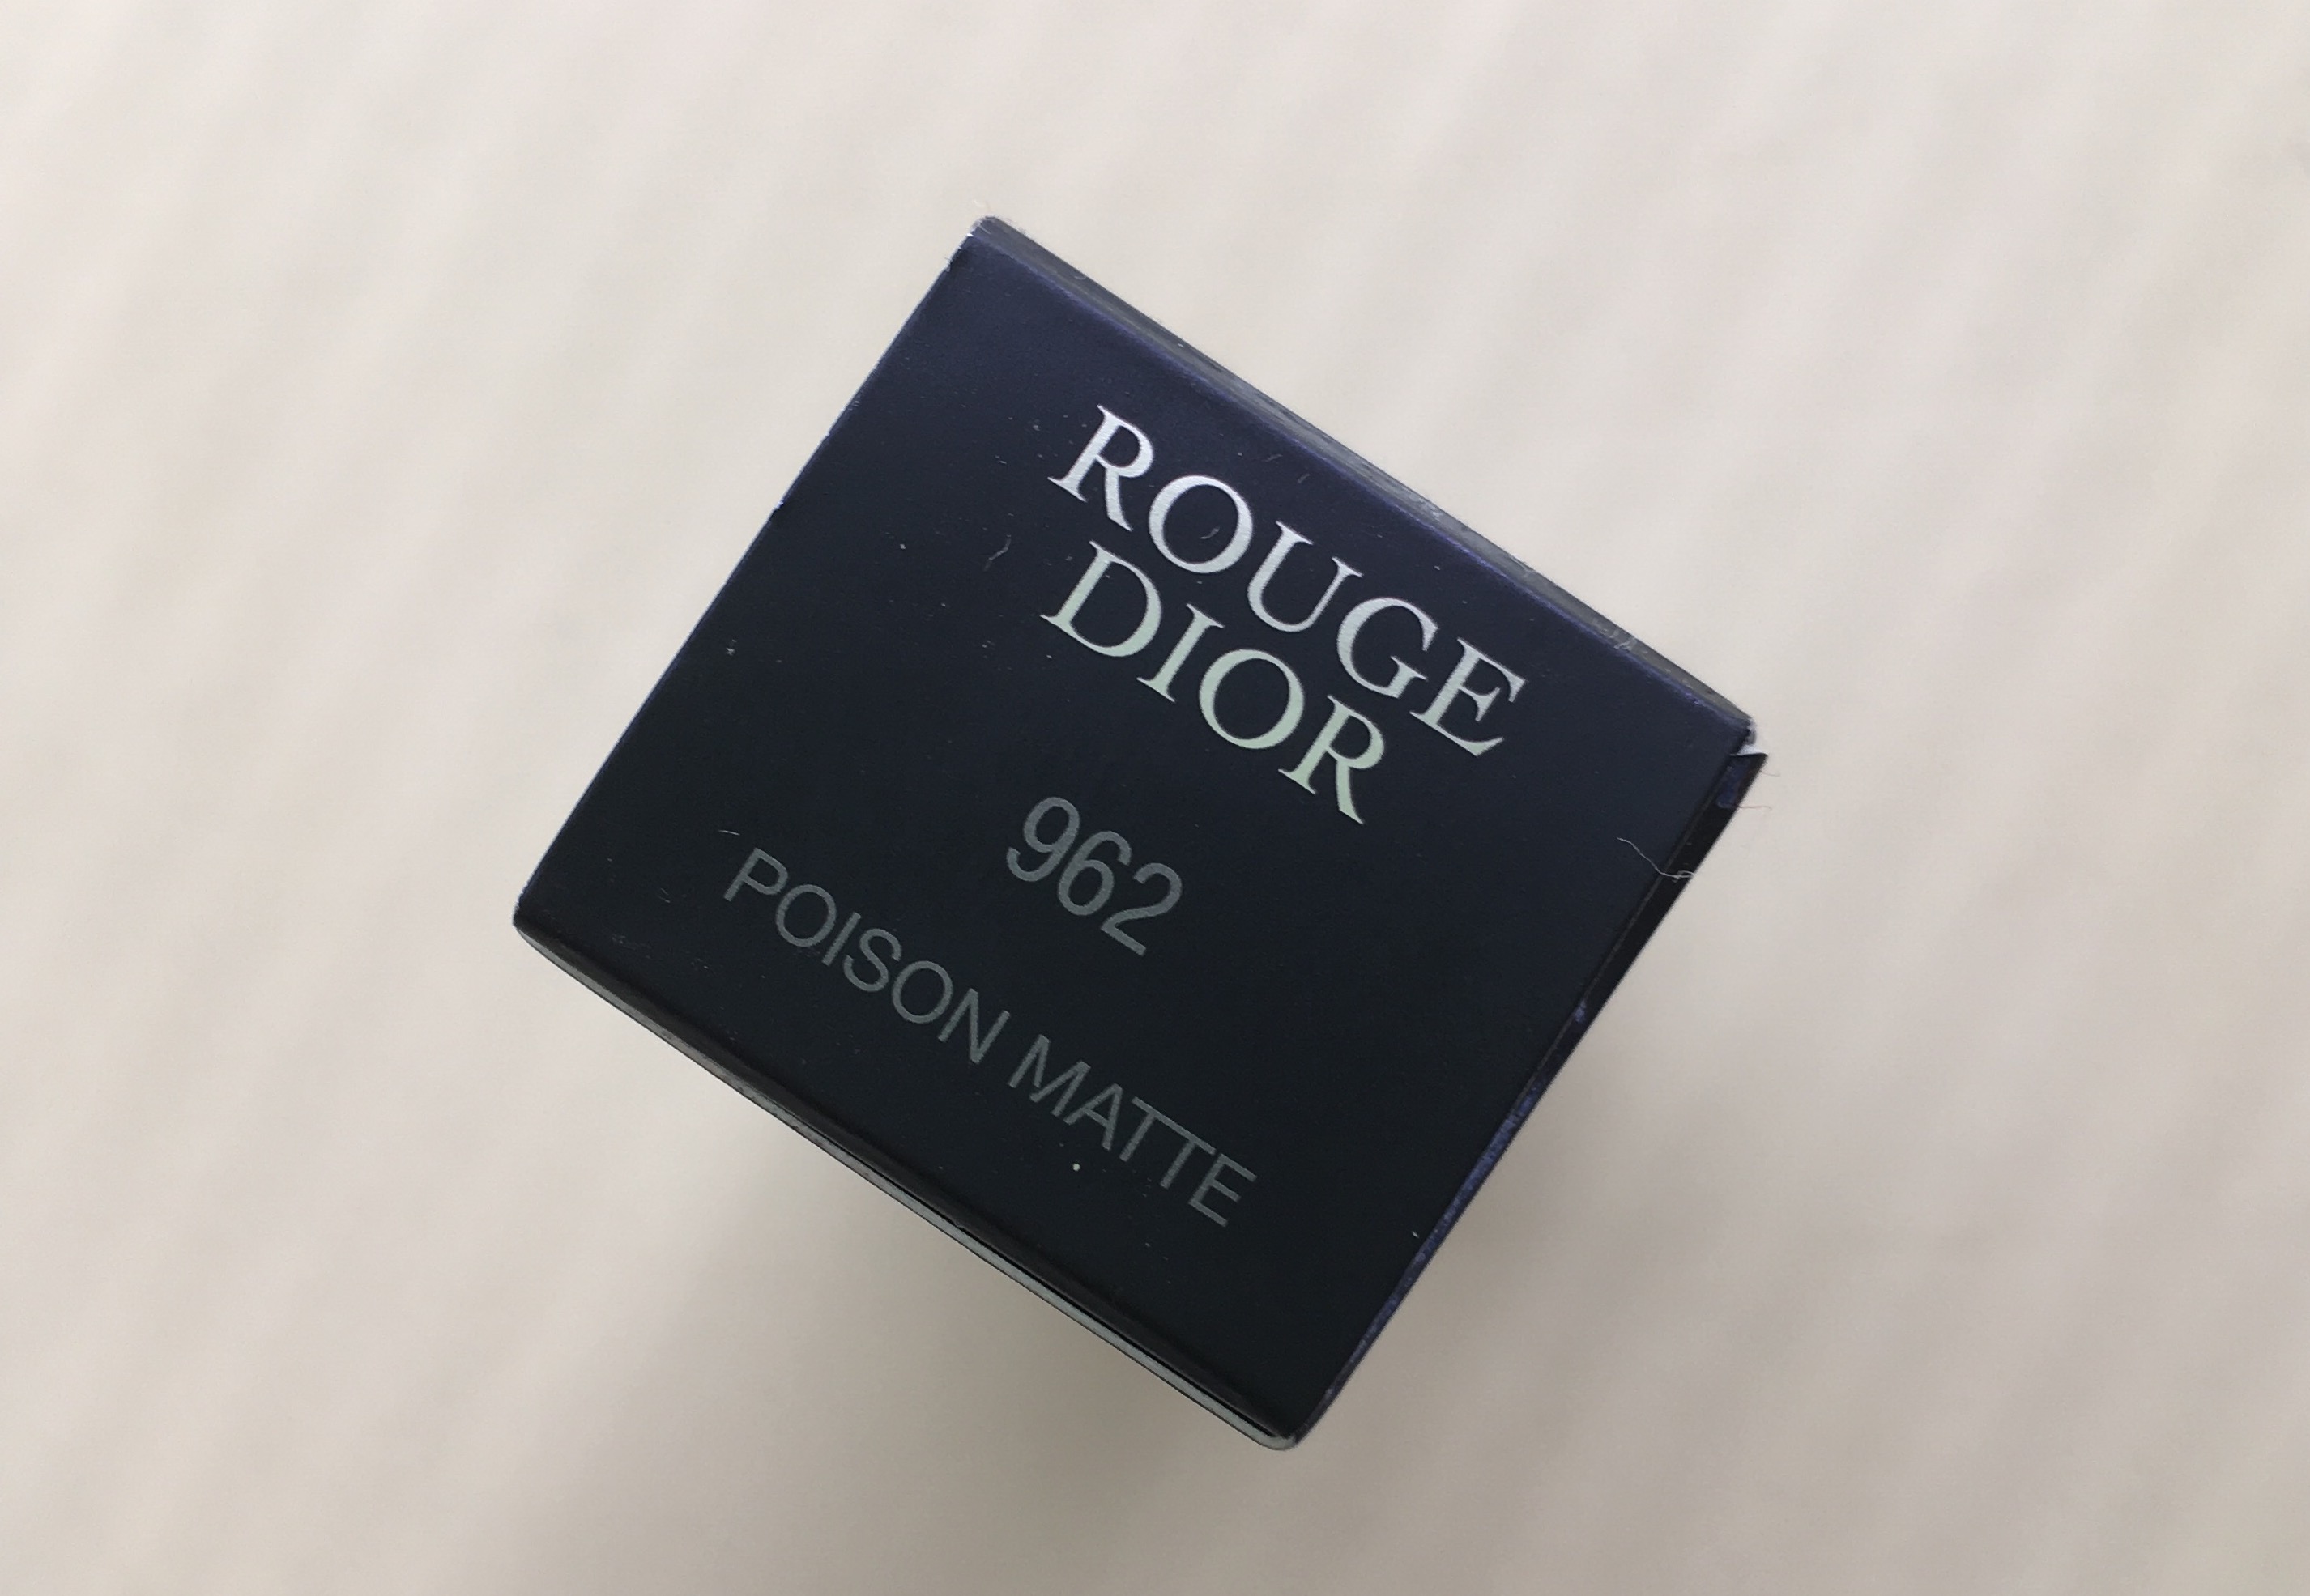 ROUGE
DIOR
962
POISON MATTE